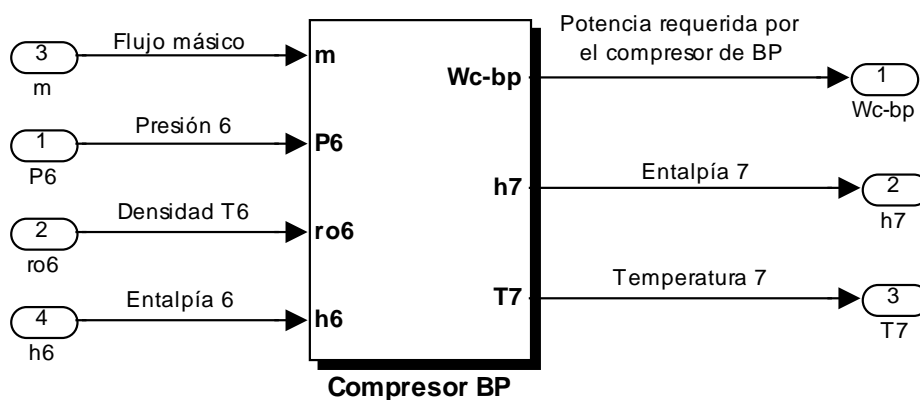 Potencia requerida por
el compresor de BP
Flujo másico
3
m
m
Wc-bp
1
Wc-bp
Presión 6
1
P6
P6
Entalpía 7
h7
2
h7
Densidad T6
2
ro6
ro6
Temperatura 7
T7
3
T7
Entalpía 6
4
h6
h6
Compresor BP